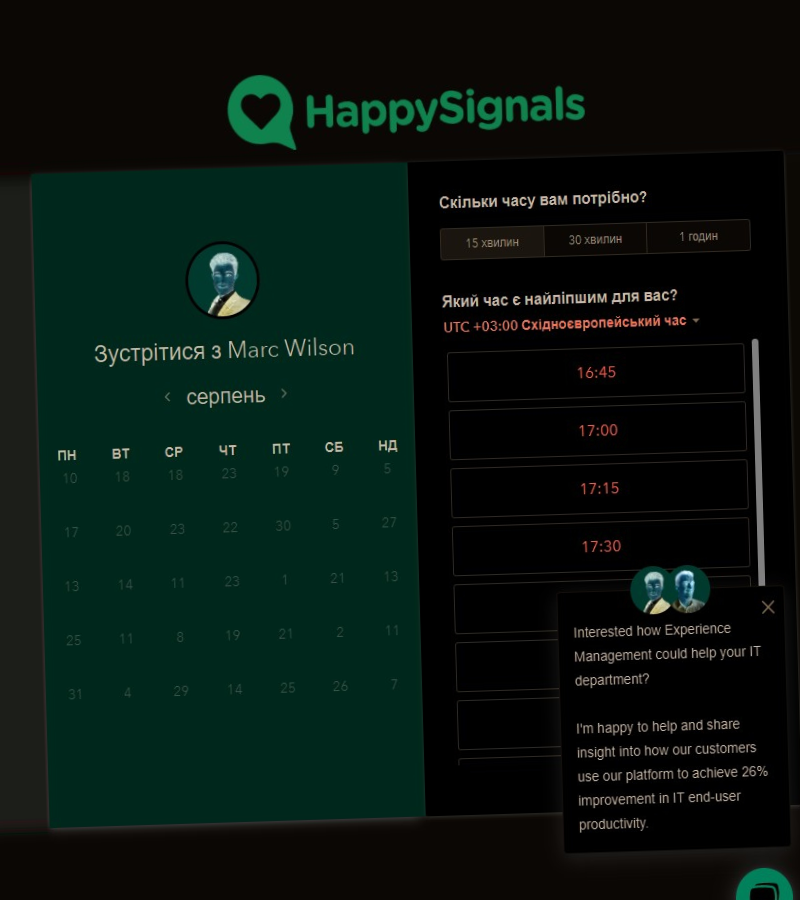 HappySignals
Зустрітися з Marc Wilson
серпень
ПН ВТ СР ЧТ ПТ СБ НД
10 18 18 23 19 9 5
17 20 23 22 30 5 27
13 14 11 23 1 21 13
25 11 8 19 21 2 11
31 4 29 14 25 26 7
Скільки часу вам потрібно?
15 хвилин 30 хвилин 1 годин
Який час є найліпшим для вас?
UTC +03:00 Східноєвропейський час
16:45
17:00
17:15
17:30
Interested how Experience
Management could help your IT
department?
I'm happy to help and share
insight into how our customers
use our platform to achieve 26%
improvement in IT end-user
productivity.